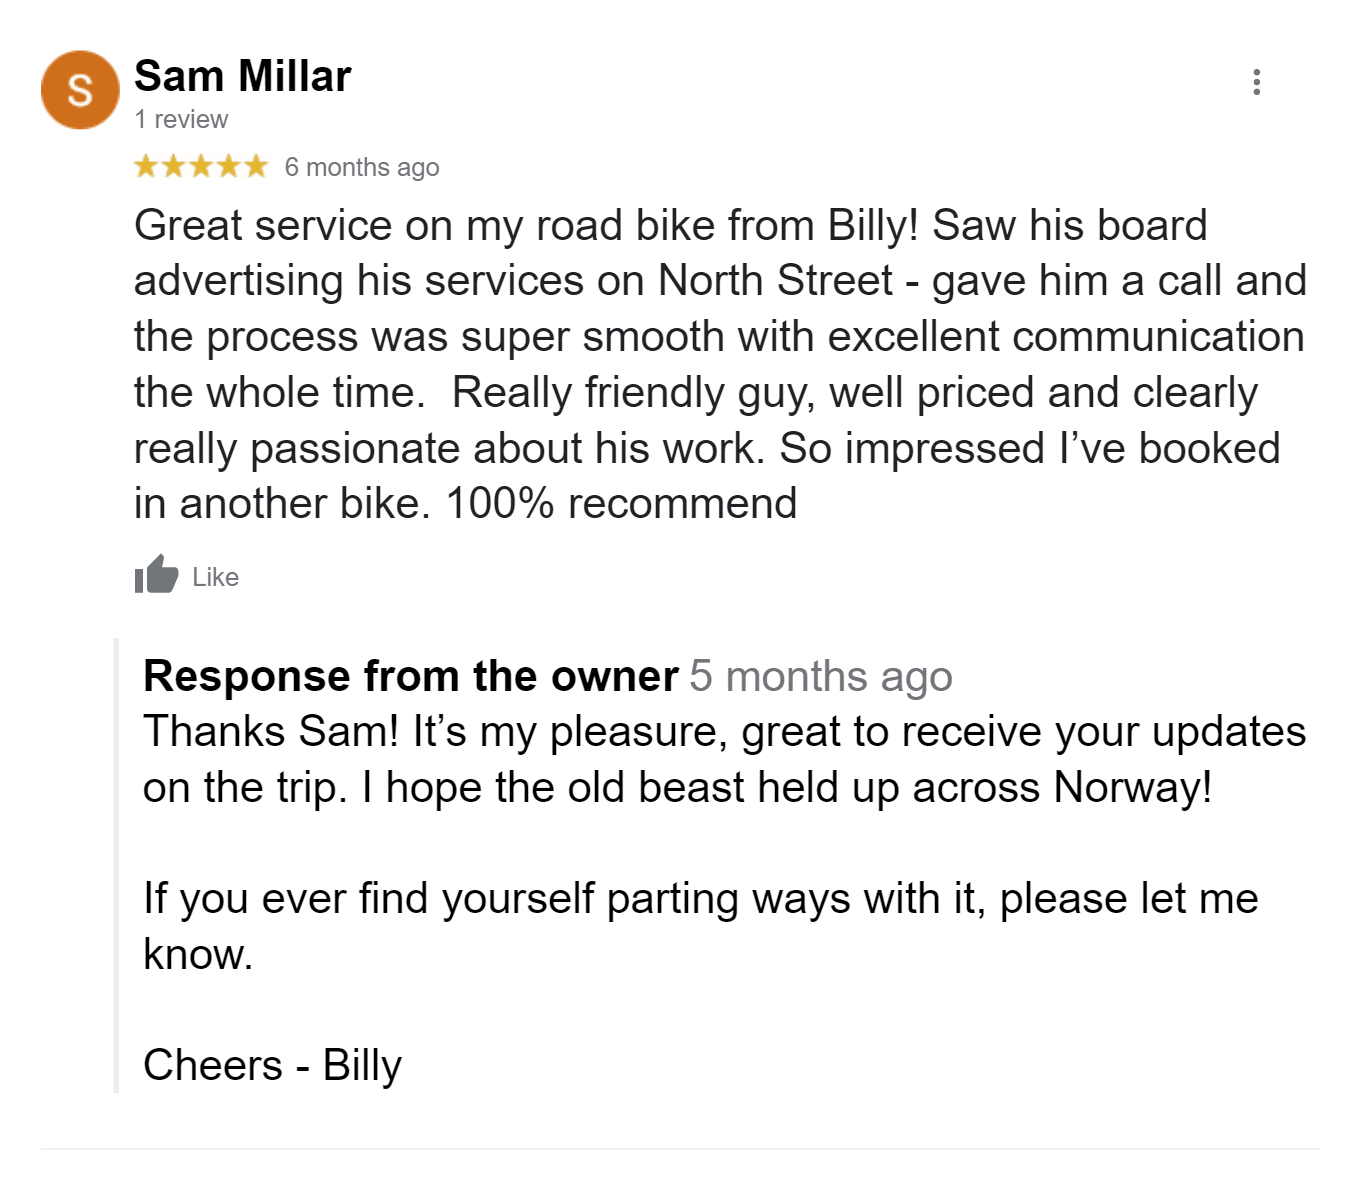 S
Sam Millar
1 review
6 months ago
Great service on my road bike from Billy! Saw his board
advertising his services on North Street - gave him a call and
the process was super smooth with excellent communication
the whole time.  Really friendly guy, well priced and clearly
really passionate about his work. So impressed I’ve booked
in another bike. 100% recommend
Like
Response from the owner 5 months ago
Thanks Sam! It’s my pleasure, great to receive your updates
on the trip. I hope the old beast held up across Norway!
If you ever find yourself parting ways with it, please let me
know.
Cheers - Billy